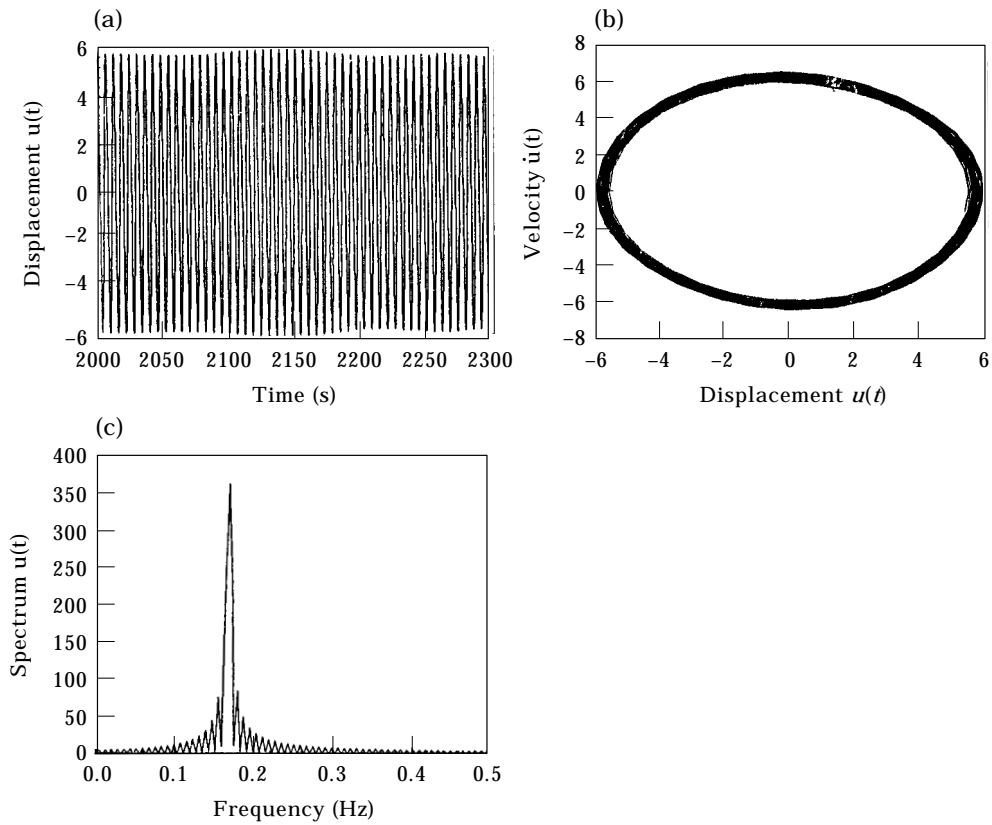 (a)
6
4
2
0
−2
−4
−6
2000 2050 2100 2150 2200 2250 2300
Displacement u(t)
Time (s)
(b)
8
6
4
2
0
−2
−4
−6
−8
−6 −4 −2 0 2 4 6
Velocity u̇(t)
Displacement u(t)
(c)
400
350
300
250
200
150
100
50
0
0.0 0.1 0.2 0.3 0.4 0.5
Spectrum u(t)
Frequency (Hz)